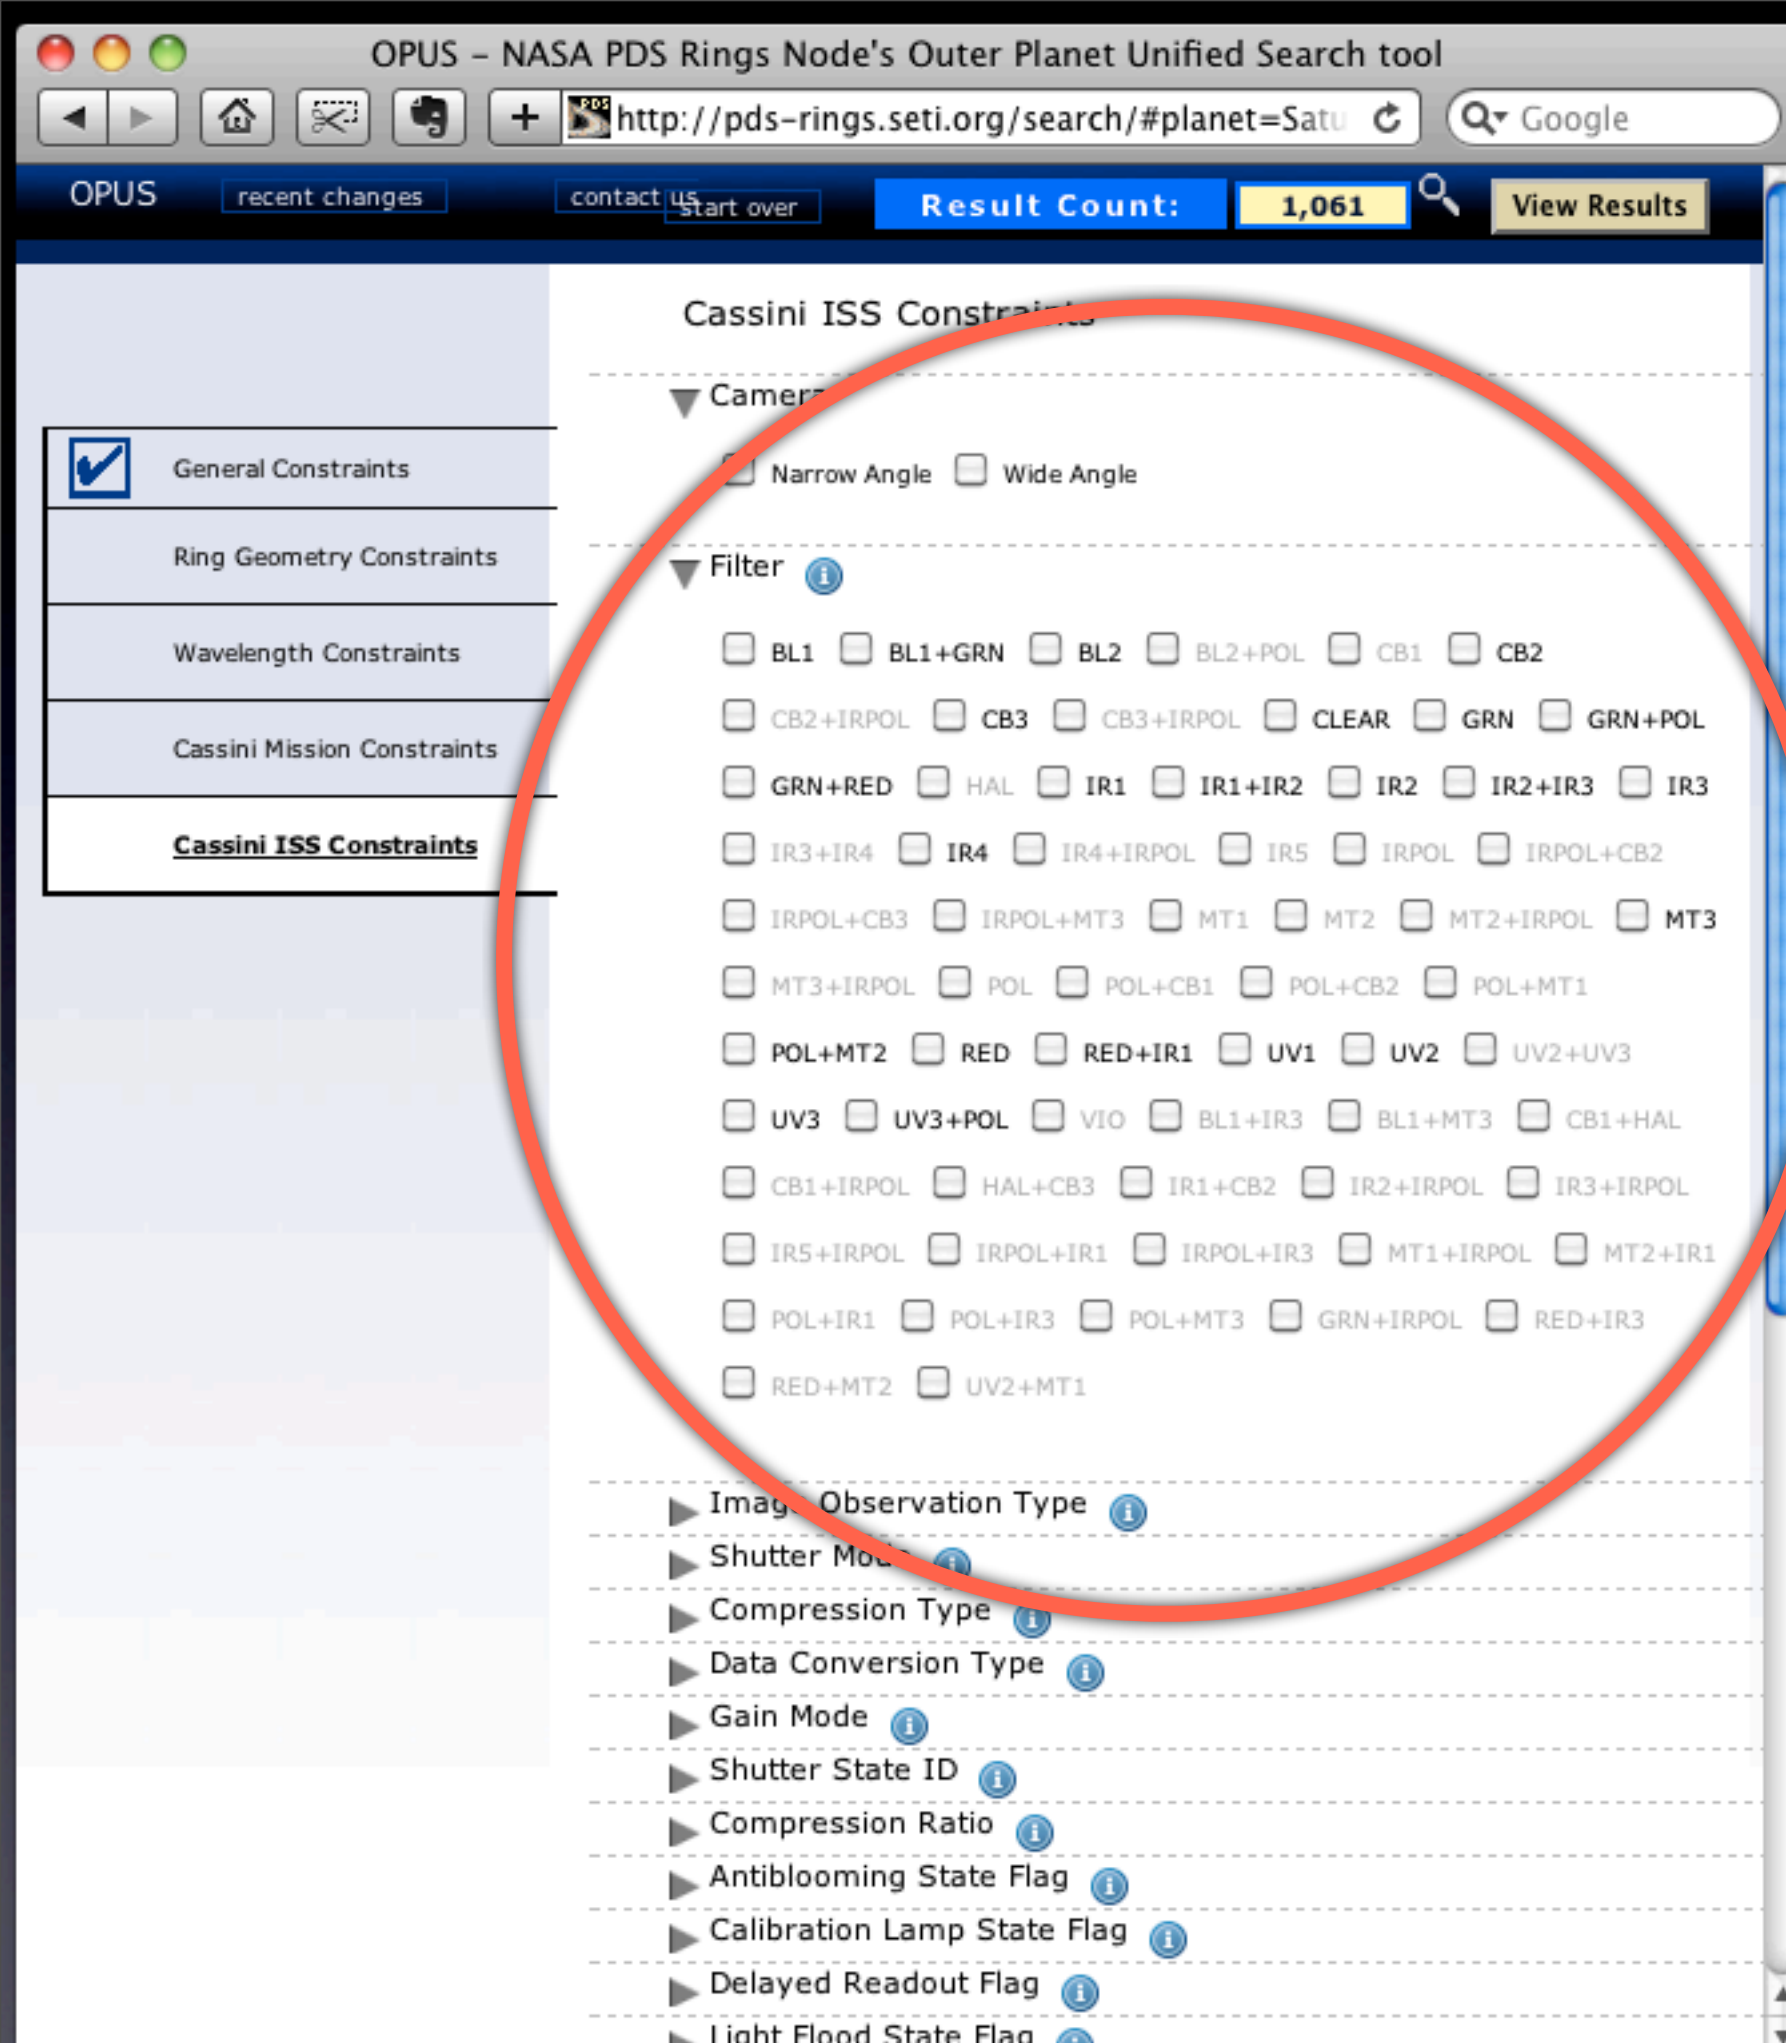 OPUS – NASA PDS Rings Node's Outer Planet Unified Search tool
http://pds-rings.seti.org/search/#planet=Satu Google
OPUS recent changes contact us start over Result Count: 1,061 View Results
Cassini ISS Constraints
Camera
Narrow Angle Wide Angle
General Constraints
Ring Geometry Constraints
Wavelength Constraints
Cassini Mission Constraints
Cassini ISS Constraints
Filter
BL1 BL1+GRN BL2 BL2+POL CB1 CB2
CB2+IRPOL CB3 CB3+IRPOL CLEAR GRN GRN+POL
GRN+RED HAL IR1 IR1+IR2 IR2 IR2+IR3 IR3
IR3+IR4 IR4 IR4+IRPOL IR5 IRPOL IRPOL+CB2
IRPOL+CB3 IRPOL+MT3 MT1 MT2 MT2+IRPOL MT3
MT3+IRPOL POL POL+CB1 POL+CB2 POL+MT1
POL+MT2 RED RED+IR1 UV1 UV2 UV2+UV3
UV3 UV3+POL VIO BL1+IR3 BL1+MT3 CB1+HAL
CB1+IRPOL HAL+CB3 IR1+CB2 IR2+IRPOL IR3+IRPOL
IR5+IRPOL IRPOL+IR1 IRPOL+IR3 MT1+IRPOL MT2+IR1
POL+IR1 POL+IR3 POL+MT3 GRN+IRPOL RED+IR3
RED+MT2 UV2+MT1
Image Observation Type
Shutter Mode
Compression Type
Data Conversion Type
Gain Mode
Shutter State ID
Compression Ratio
Antiblooming State Flag
Calibration Lamp State Flag
Delayed Readout Flag
Light Flood State Flag